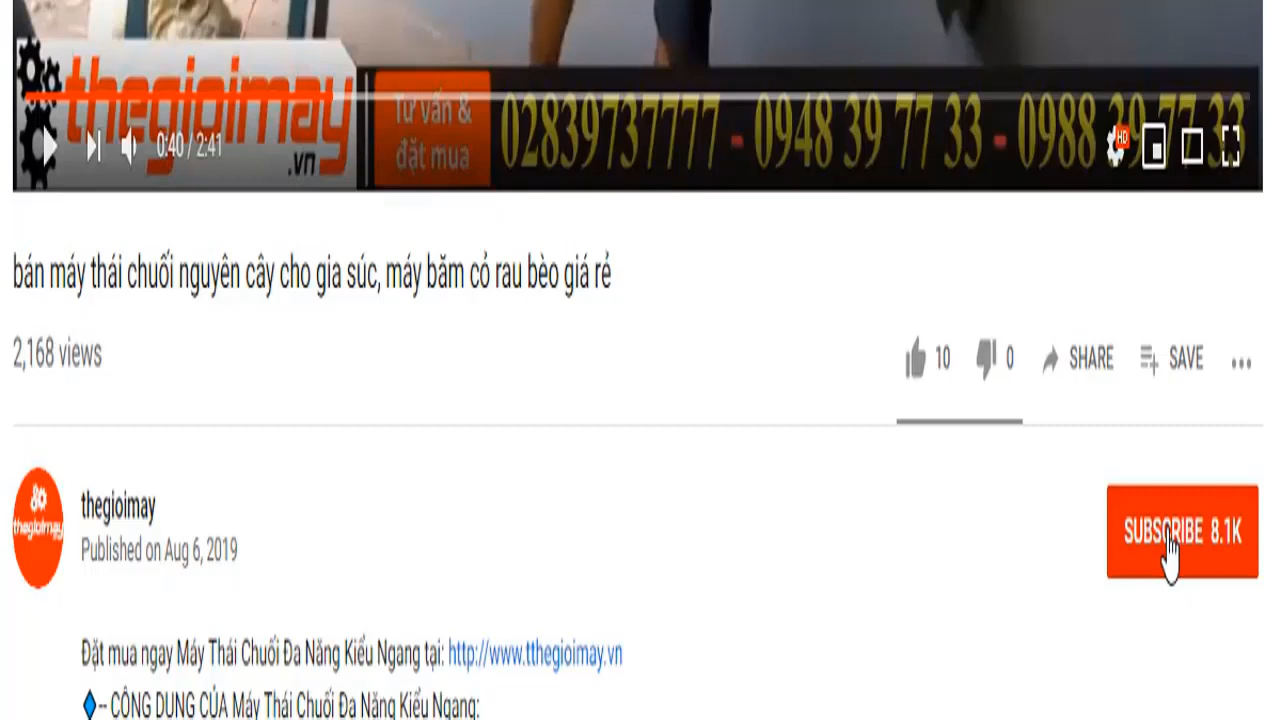 thegioimay
.vn
Tư vấn &
đặt mua
02839737777 - 0948 39 77 33 - 0988 39 77 33
0:40 / 2:41
HD
bán máy thái chuối nguyên cây cho gia súc, máy băm cỏ rau bèo giá rẻ
2,168 views
10 0 SHARE SAVE
thegioimay
thegioimay
Published on Aug 6, 2019
SUBSCRIBE 8.1K
Đặt mua ngay Máy Thái Chuối Đa Năng Kiểu Ngang tại: http://www.tthegioimay.vn
-- CÔNG DỤNG CỦA Máy Thái Chuối Đa Năng Kiểu Ngang: